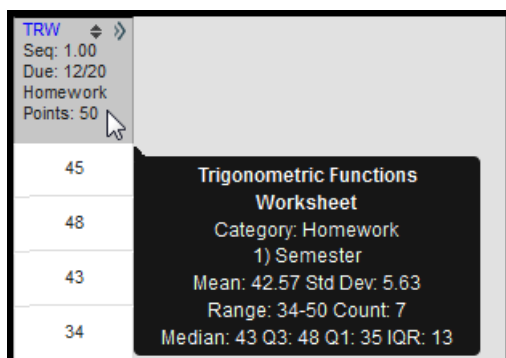 TRW
Seq: 1.00
Due: 12/20
Homework
Points: 50
45
48
43
34
Trigonometric Functions
Worksheet
Category: Homework
1) Semester
Mean: 42.57 Std Dev: 5.63
Range: 34-50 Count: 7
Median: 43 Q3: 48 Q1: 35 IQR: 13